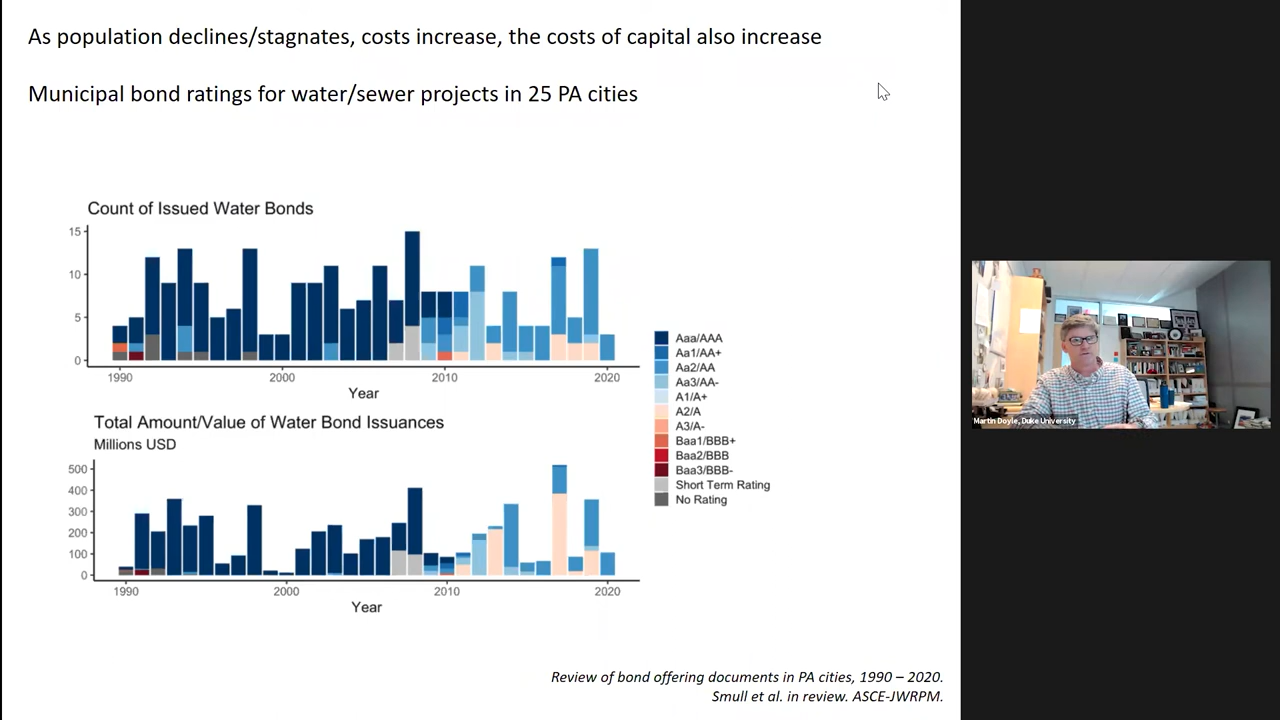 As population declines/stagnates, costs increase, the costs of capital also increase
Municipal bond ratings for water/sewer projects in 25 PA cities
Count of Issued Water Bonds
15
10
5
0
1990
2000
2010
2020
Year
Total Amount/Value of Water Bond Issuances
Millions USD
500
400
300
200
100
0
1990
2000
2010
2020
Year
Aaa/AAA
Aa1/AA+
Aa2/AA
Aa3/AA-
A1/A+
A2/A
A3/A-
Baa1/BBB+
Baa2/BBB
Baa3/BBB-
Short Term Rating
No Rating
Review of bond offering documents in PA cities, 1990 – 2020.
Smull et al. in review. ASCE-JWRPM.
Martin Doyle, Duke University